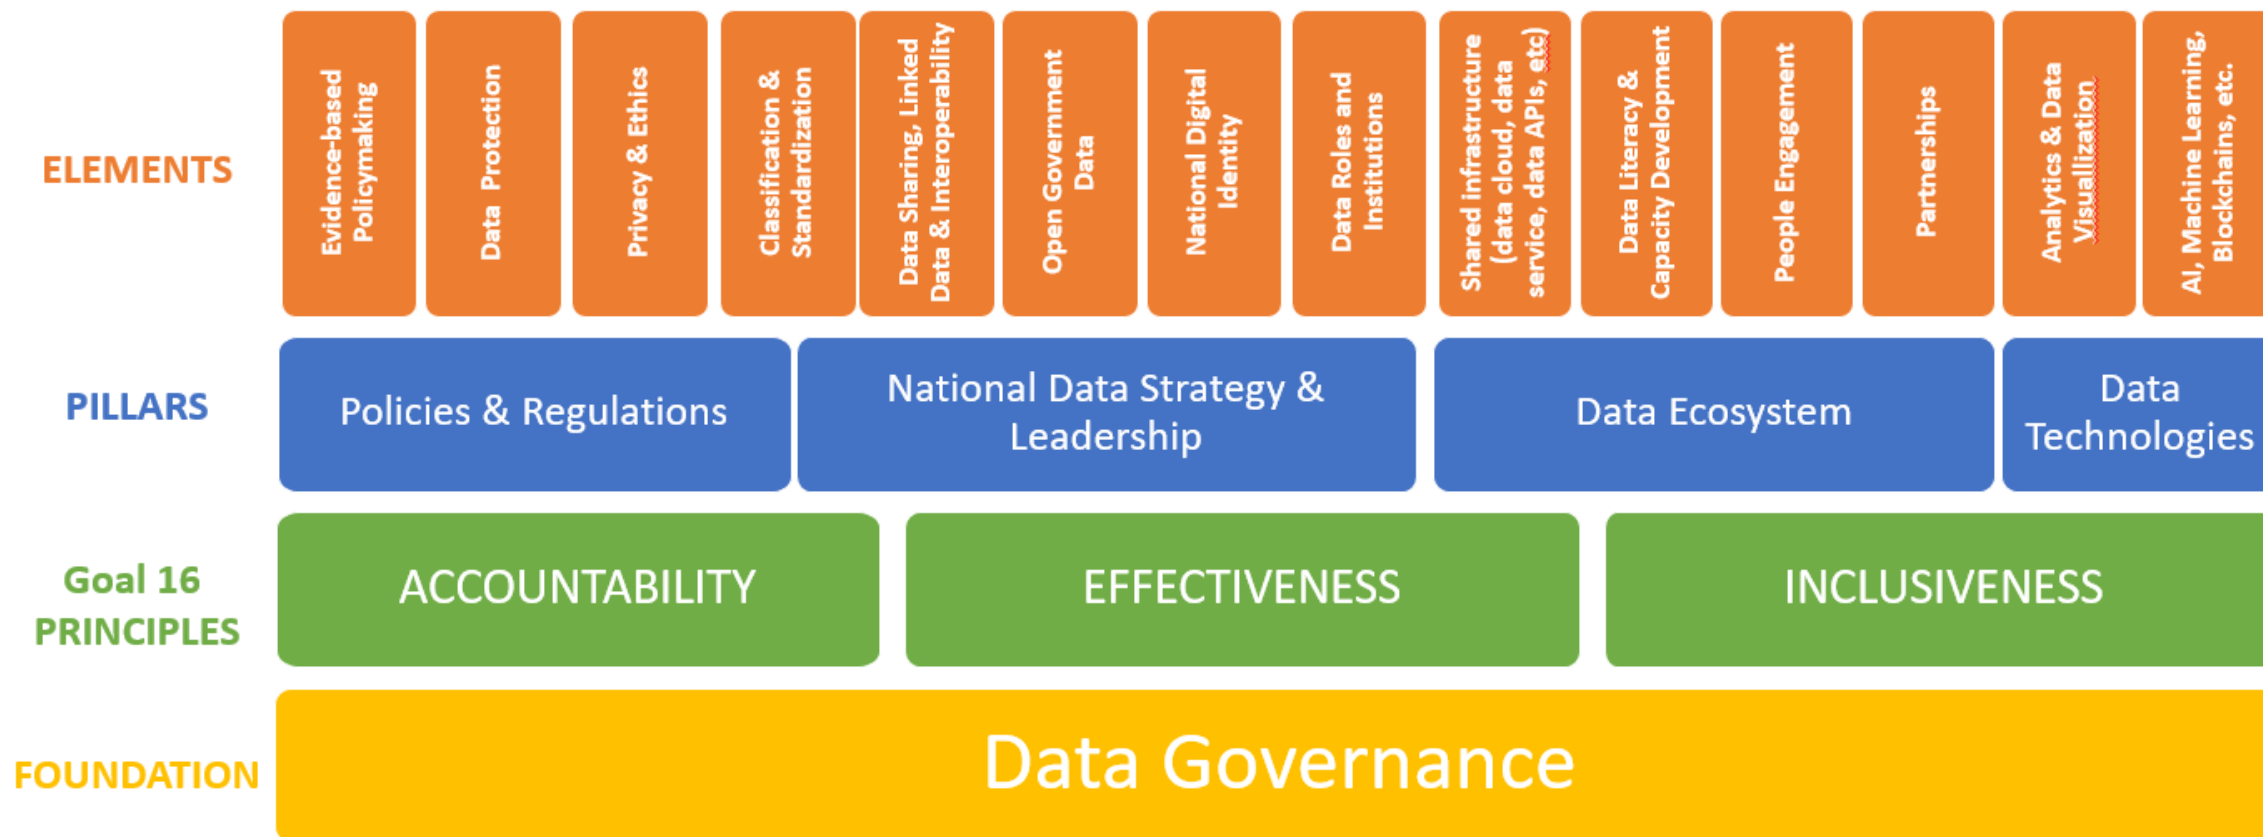 ELEMENTS
Evidence-based
Policymaking
Data Protection
Privacy & Ethics
Classification &
Standardization
Data Sharing, Linked
Data & Interoperability
Open Government
Data
National Digital
Identity
Data Roles and
Institutions
Shared infrastructure
(data cloud, data
service, data APIs, etc)
Data Literacy &
Capacity Development
People Engagement
Partnerships
Analytics & Data
Visuallization
AI, Machine Learning,
Blockchains, etc.
PILLARS
Policies & Regulations
National Data Strategy &
Leadership
Data Ecosystem
Data
Technologies
Goal 16
PRINCIPLES
ACCOUNTABILITY
EFFECTIVENESS
INCLUSIVENESS
FOUNDATION
Data Governance